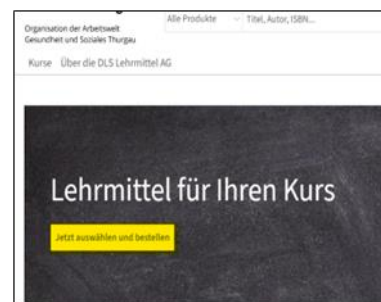 Alle Produkte
Titel, Autor, ISBN...
Organisation der Arbeitswelt
Gesundheit und Soziales Thurgau
Kurse Über die DLS Lehrmittel AG
Lehrmittel für Ihren Kurs
Jetzt auswählen und bestellen